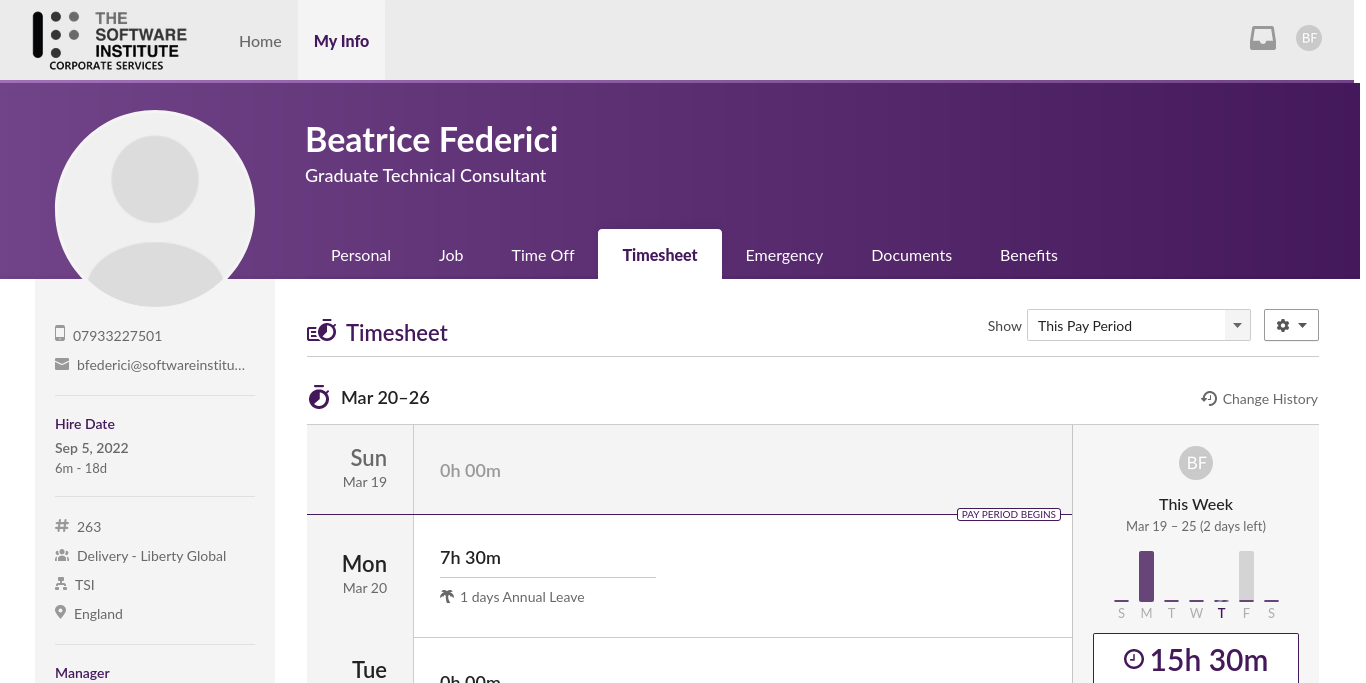 THE
SOFTWARE
INSTITUTE
CORPORATE SERVICES
Home
My Info
BF
Beatrice Federici
Graduate Technical Consultant
Personal
Job
Time Off
Timesheet
Emergency
Documents
Benefits
07933227501
bfederici@softwareinstitu...
Hire Date
Sep 5, 2022
6m - 18d
263
Delivery - Liberty Global
TSI
England
Manager
Timesheet
Show
This Pay Period
Mar 20–26
Change History
Sun
Mar 19
0h 00m
PAY PERIOD BEGINS
Mon
Mar 20
7h 30m
1 days Annual Leave
Tue
0h 00m
BF
This Week
Mar 19 – 25 (2 days left)
S M T W T F S
15h 30m